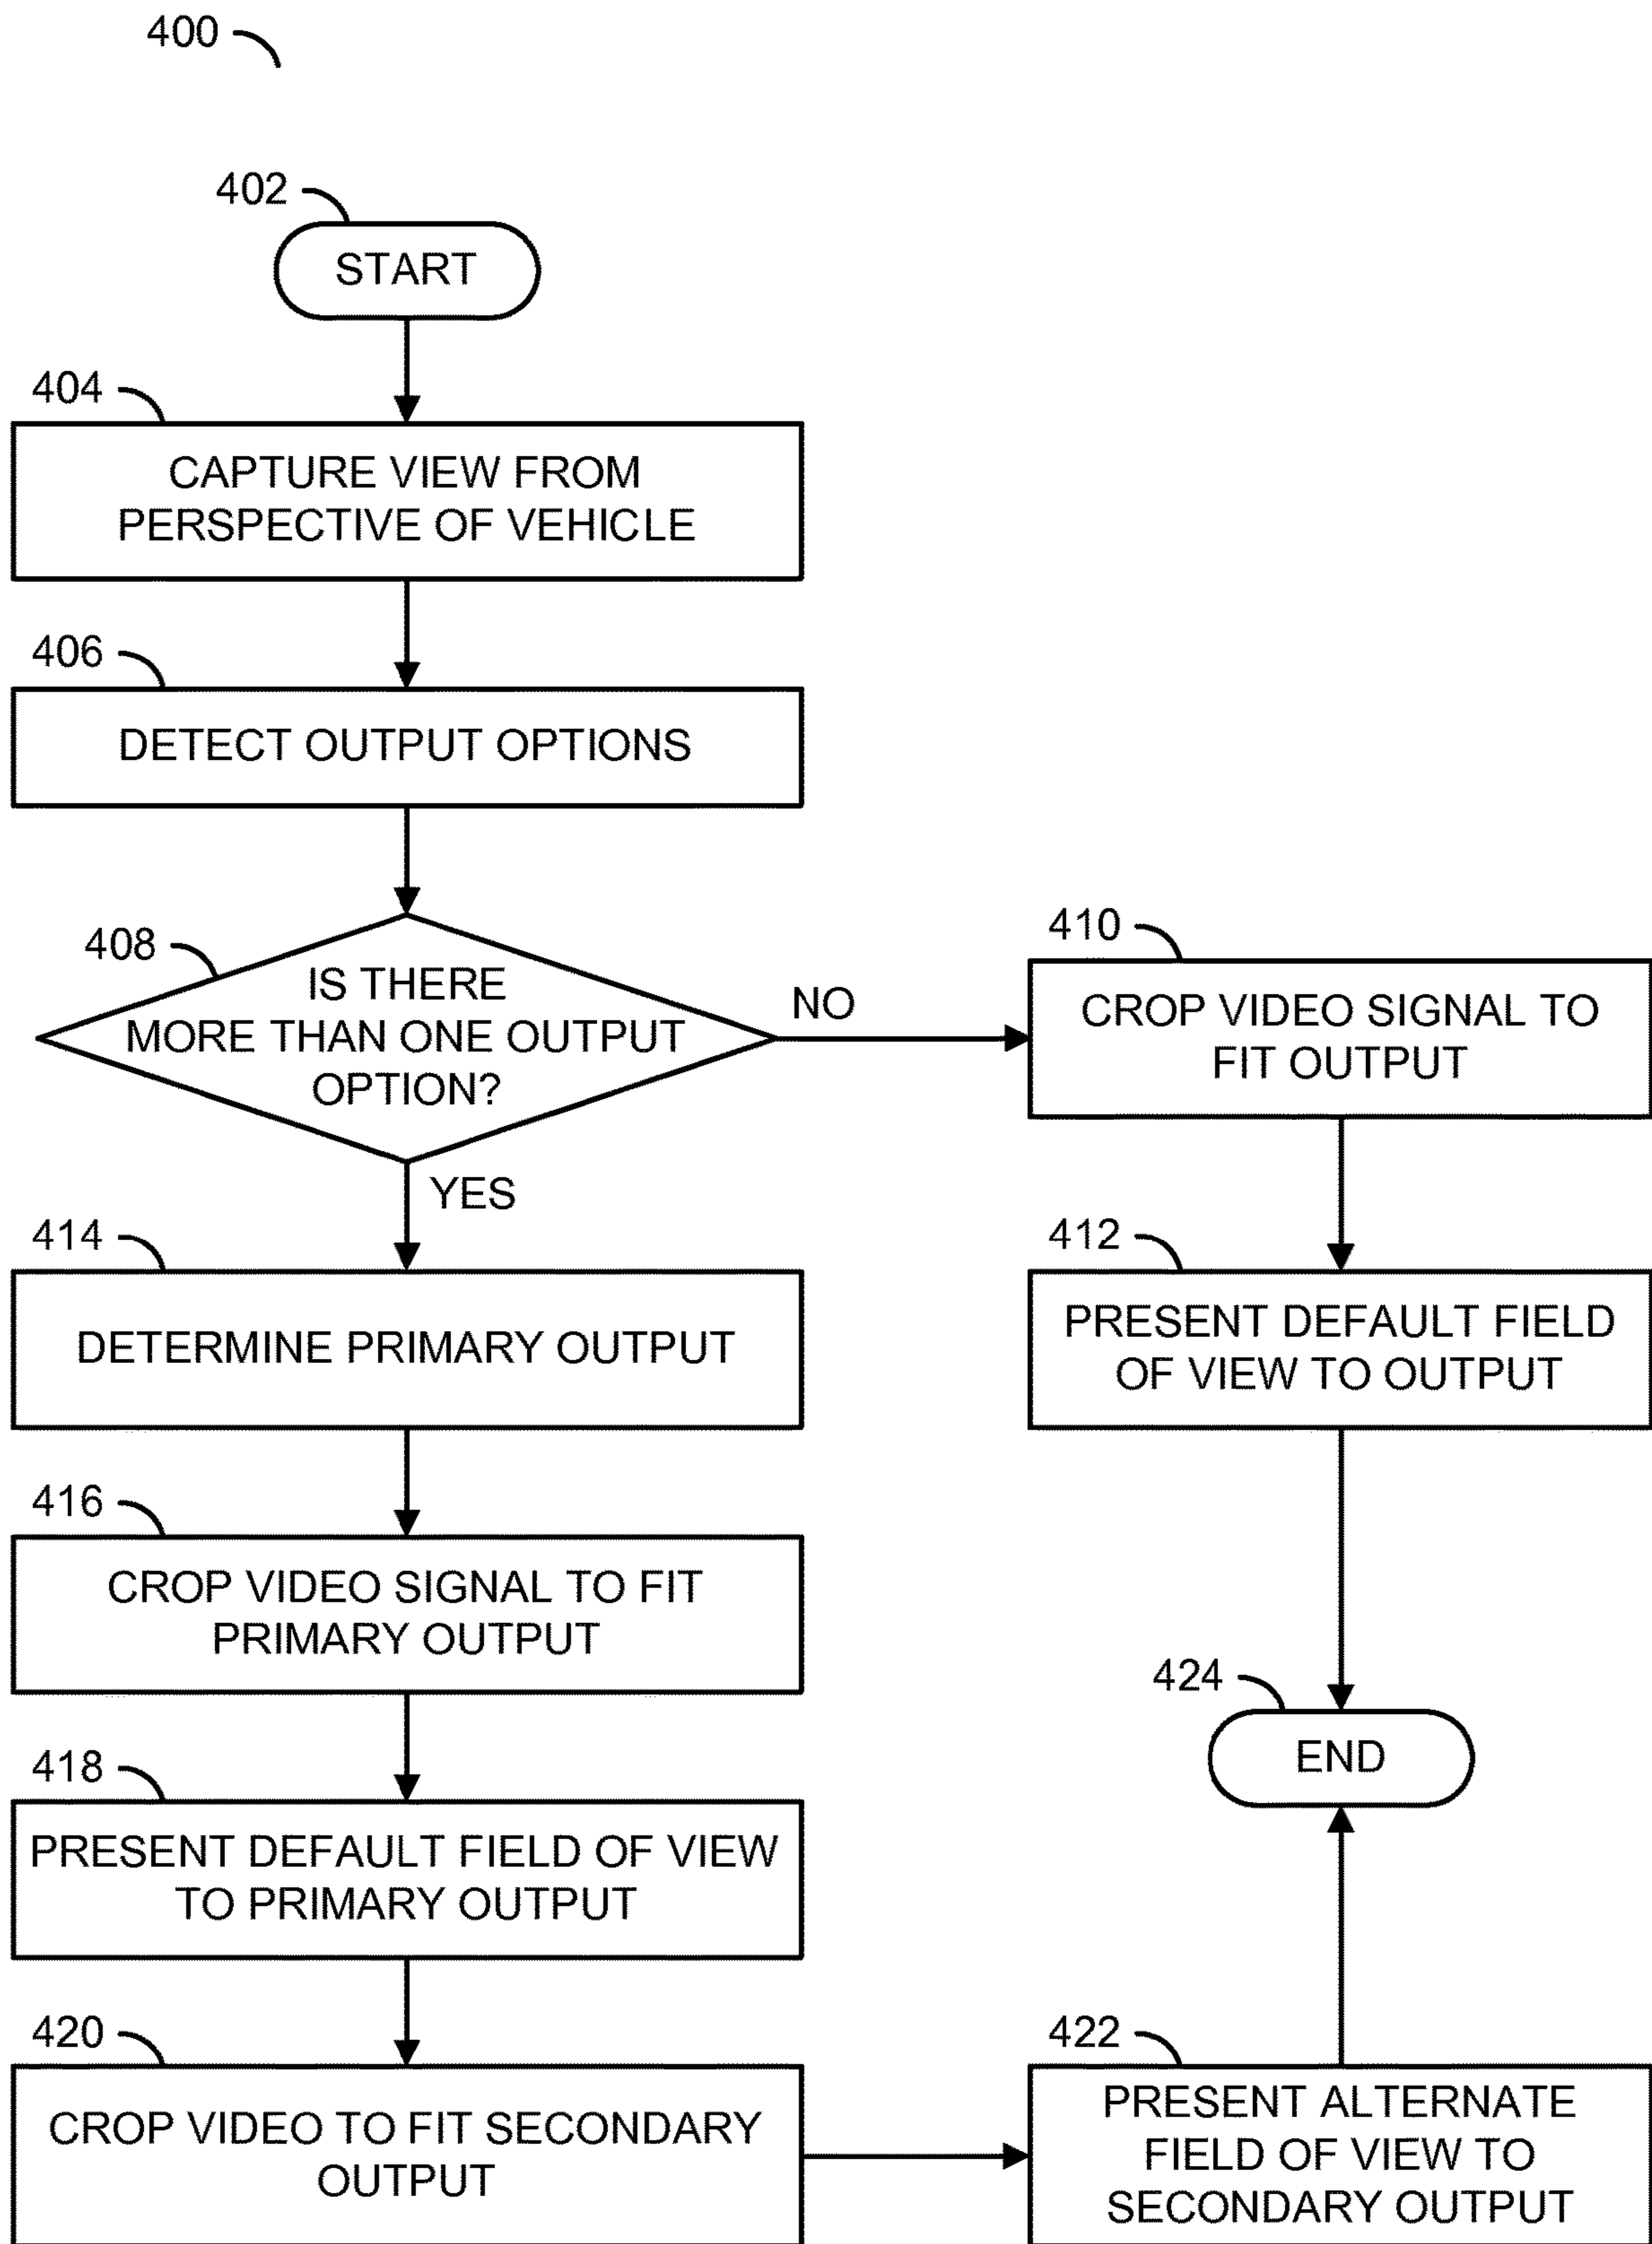 400
402
START
404
CAPTURE VIEW FROM
PERSPECTIVE OF VEHICLE
406
DETECT OUTPUT OPTIONS
408
IS THERE
MORE THAN ONE OUTPUT
OPTION?
NO
YES
410
CROP VIDEO SIGNAL TO
FIT OUTPUT
412
PRESENT DEFAULT FIELD
OF VIEW TO OUTPUT
414
DETERMINE PRIMARY OUTPUT
416
CROP VIDEO SIGNAL TO FIT
PRIMARY OUTPUT
418
PRESENT DEFAULT FIELD OF VIEW
TO PRIMARY OUTPUT
420
CROP VIDEO TO FIT SECONDARY
OUTPUT
422
PRESENT ALTERNATE
FIELD OF VIEW TO
SECONDARY OUTPUT
424
END